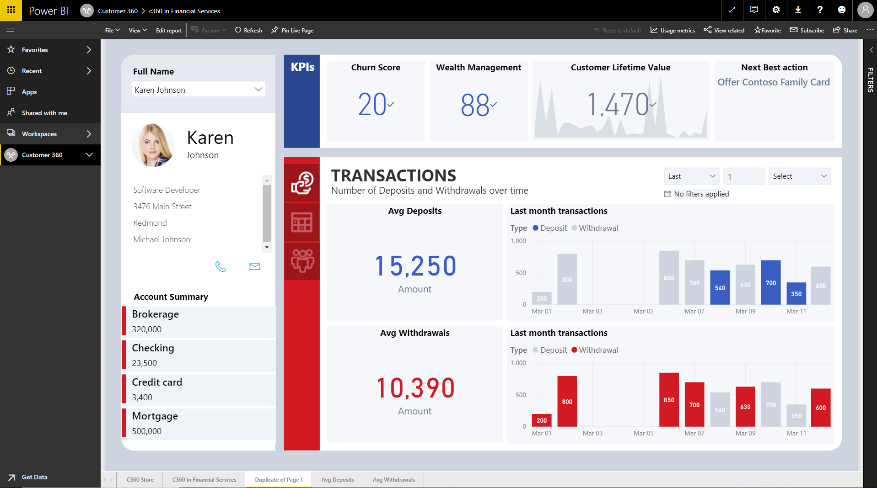 Power BI Customer 360 > c360 in Financial Services
File View Edit report Explore Refresh Pin Live Page Reset to default Usage metrics View related Favorite Subscribe Share ...
Favorites
Recent
Apps
Shared with me
Workspaces
Customer 360
Get Data
Full Name
Karen Johnson
Karen
Johnson
Software Developer
3476 Main Street
Redmond
Michael Johnson
Account Summary
Brokerage
320,000
Checking
23,500
Credit card
3,400
Mortgage
500,000
KPIs
Churn Score
20
Wealth Management
88
Customer Lifetime Value
1,470
Next Best action
Offer Contoso Family Card
TRANSACTIONS
Number of Deposits and Withdrawals over time
Last 1 Select
No filters applied
Avg Deposits
15,250
Amount
Last month transactions
Type Deposit Withdrawal
1,000
500
0
200 800 850 700 540 630 700 350 600
Mar 01 Mar 03 Mar 05 Mar 07 Mar 09 Mar 11
Avg Withdrawals
10,390
Amount
Last month transactions
Type Deposit Withdrawal
1,000
500
0
200 800 850 700 540 630 700 350 600
Mar 01 Mar 03 Mar 05 Mar 07 Mar 09 Mar 11
FILTERS
C360 Store C360 in Financial Services Duplicate of Page 1 Avg Deposits Avg Withdrawals